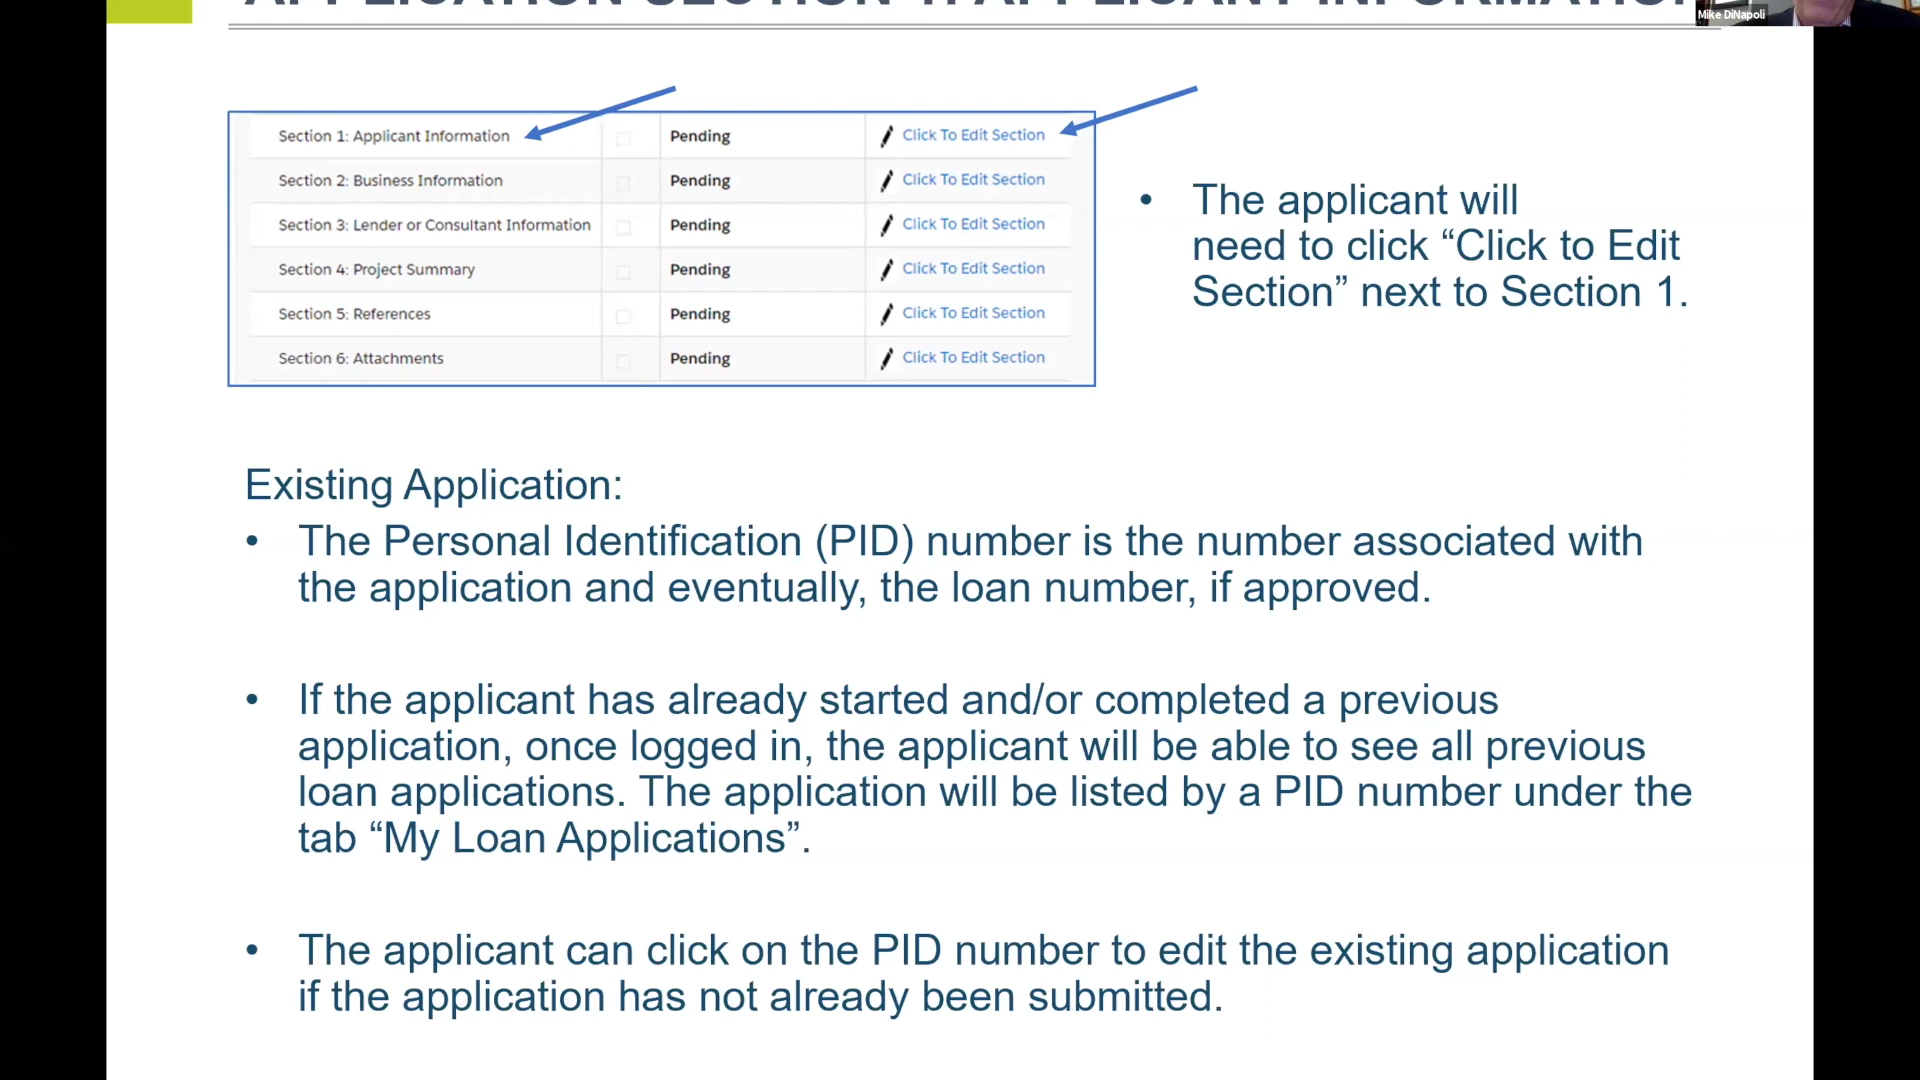 APPLICATION SECTION 1: APPLICANT INFORMATION
Mike DiNapoli
Section 1: Applicant Information Pending Click To Edit Section
Section 2: Business Information Pending Click To Edit Section
Section 3: Lender or Consultant Information Pending Click To Edit Section
Section 4: Project Summary Pending Click To Edit Section
Section 5: References Pending Click To Edit Section
Section 6: Attachments Pending Click To Edit Section
• The applicant will
need to click “Click to Edit
Section” next to Section 1.
Existing Application:
• The Personal Identification (PID) number is the number associated with
the application and eventually, the loan number, if approved.
• If the applicant has already started and/or completed a previous
application, once logged in, the applicant will be able to see all previous
loan applications. The application will be listed by a PID number under the
tab “My Loan Applications”.
• The applicant can click on the PID number to edit the existing application
if the application has not already been submitted.